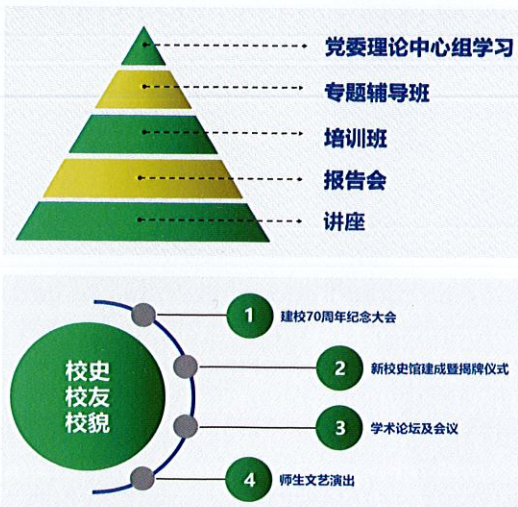 党委理论中心组学习
专题辅导班
培训班
报告会
讲座
校史
校友
校貌
1 建校70周年纪念大会
2 新校史馆建成暨揭牌仪式
3 学术论坛及会议
4 师生文艺演出